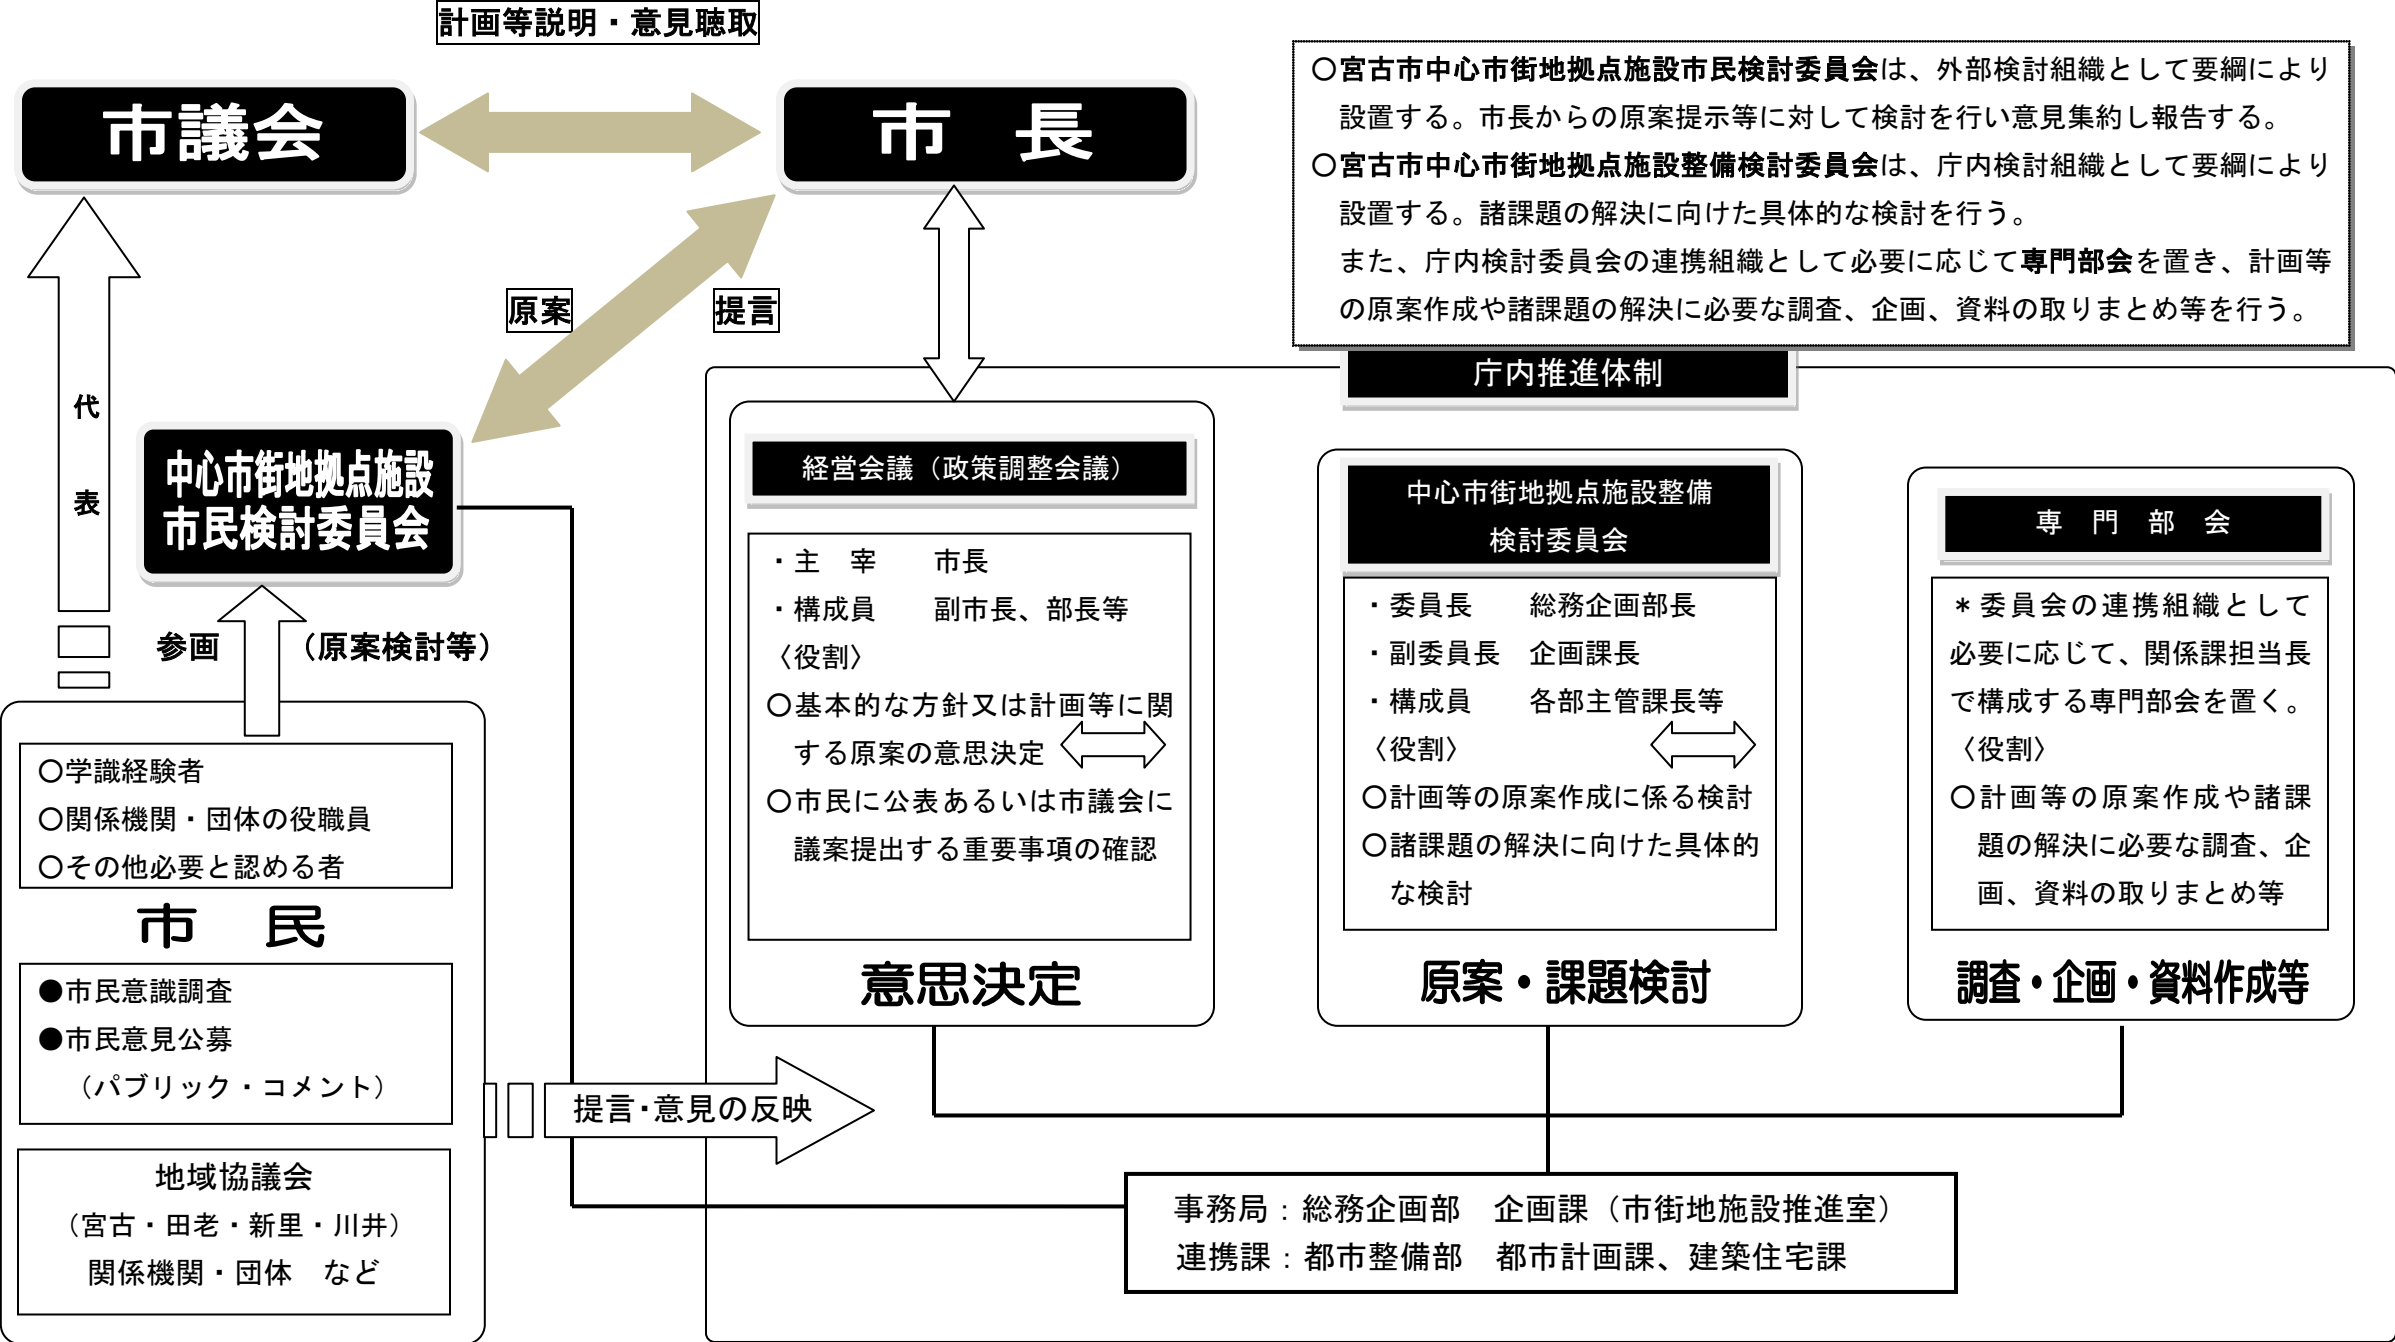 計画等説明・意見聴取
市議会
市　長
〇宮古市中心市街地拠点施設市民検討委員会は、外部検討組織として要綱により
設置する。市長からの原案提示等に対して検討を行い意見集約し報告する。
〇宮古市中心市街地拠点施設整備検討委員会は、庁内検討組織として要綱により
設置する。諸課題の解決に向けた具体的な検討を行う。
また、庁内検討委員会の連携組織として必要に応じて専門部会を置き、計画等
の原案作成や諸課題の解決に必要な調査、企画、資料の取りまとめ等を行う。
原案
提言
代
表
中心市街地拠点施設
市民検討委員会
参画
（原案検討等）
〇学識経験者
〇関係機関・団体の役職員
〇その他必要と認める者
市　民
●市民意識調査
●市民意見公募
（パブリック・コメント）
地域協議会
（宮古・田老・新里・川井）
関係機関・団体　など
提言・意見の反映
庁内推進体制
経営会議（政策調整会議）
・主　宰　　市長
・構成員　　副市長、部長等
〈役割〉
〇基本的な方針又は計画等に関
する原案の意思決定
〇市民に公表あるいは市議会に
議案提出する重要事項の確認
意思決定
中心市街地拠点施設整備
検討委員会
・委員長　　総務企画部長
・副委員長　企画課長
・構成員　　各部主管課長等
〈役割〉
〇計画等の原案作成に係る検討
〇諸課題の解決に向けた具体的
な検討
原案・課題検討
専　門　部　会
＊委員会の連携組織として
必要に応じて、関係課担当長
で構成する専門部会を置く。
〈役割〉
〇計画等の原案作成や諸課
題の解決に必要な調査、企
画、資料の取りまとめ等
調査・企画・資料作成等
事務局：総務企画部　企画課（市街地施設推進室）
連携課：都市整備部　都市計画課、建築住宅課